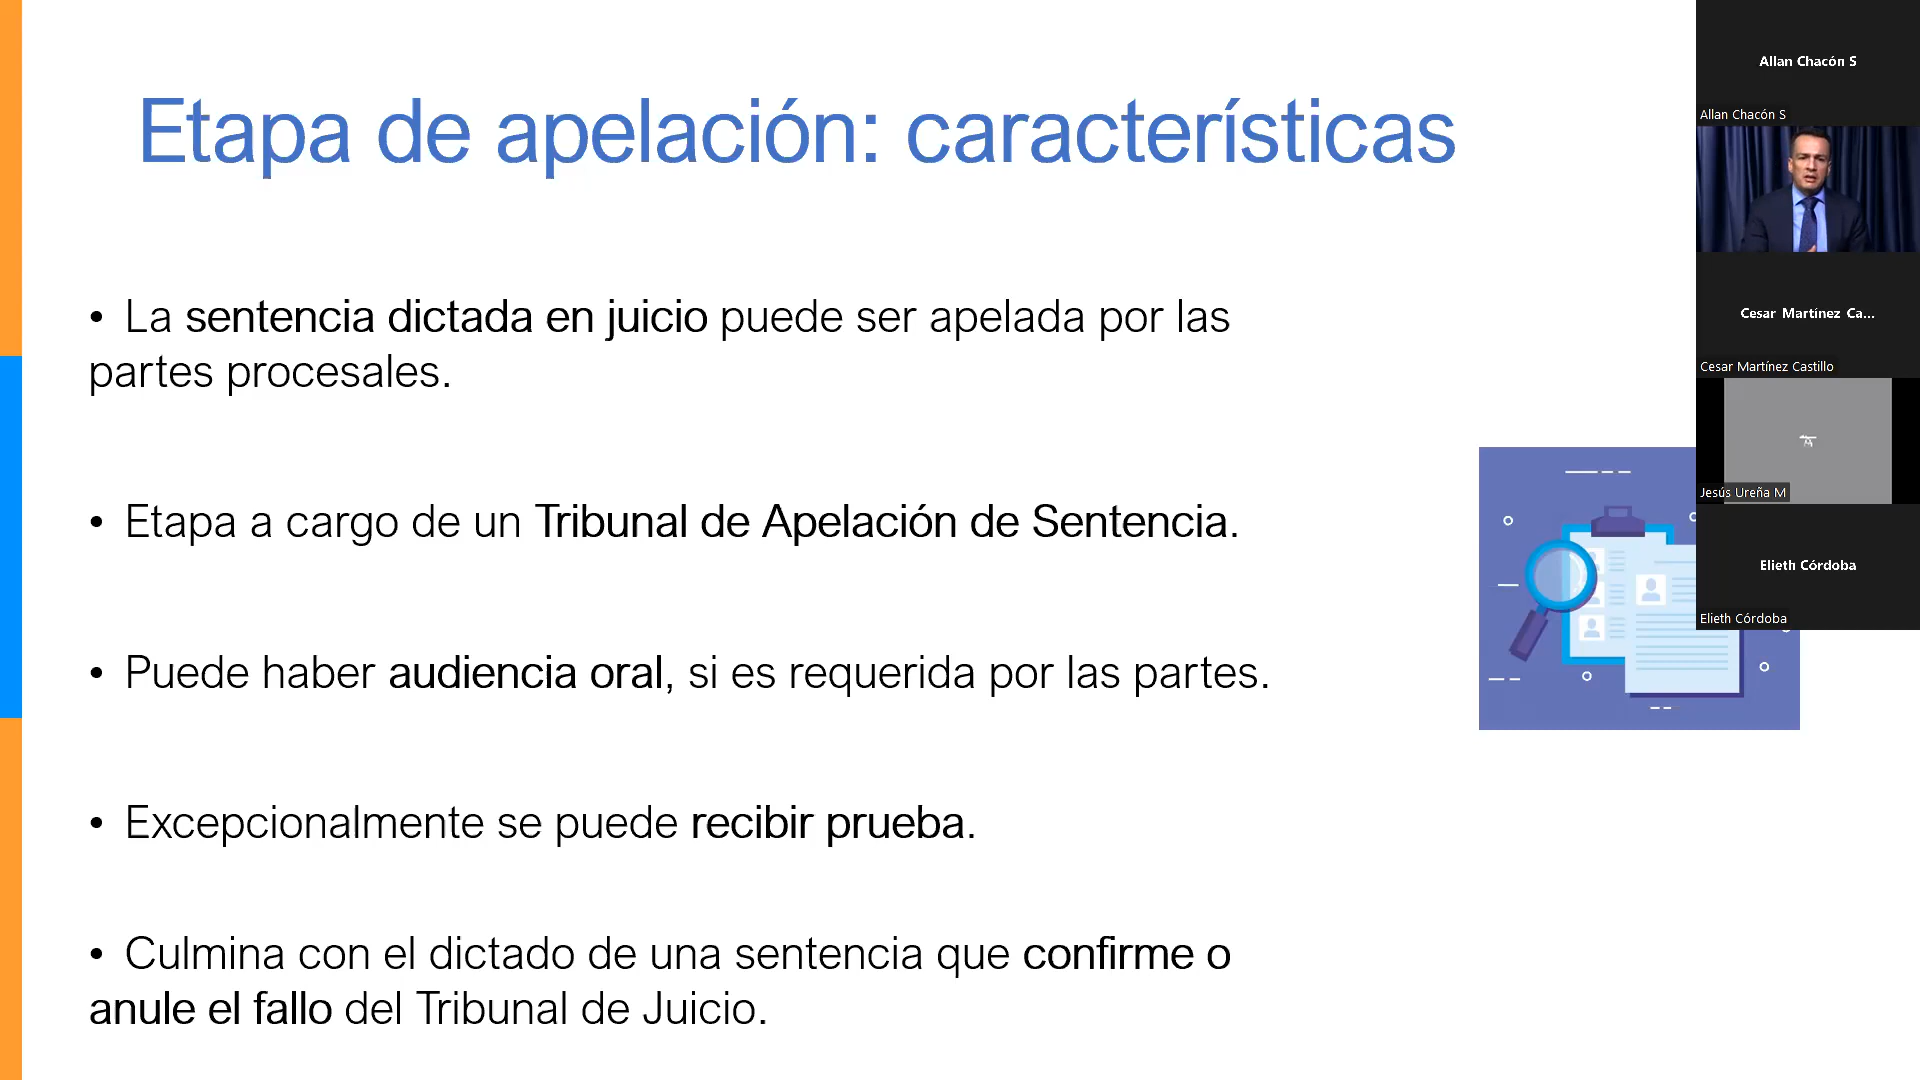 Etapa de apelación: características
• La sentencia dictada en juicio puede ser apelada por las
partes procesales.
• Etapa a cargo de un Tribunal de Apelación de Sentencia.
• Puede haber audiencia oral, si es requerida por las partes.
• Excepcionalmente se puede recibir prueba.
• Culmina con el dictado de una sentencia que confirme o
anule el fallo del Tribunal de Juicio.
Allan Chacón S
Allan Chacón S
Cesar Martínez Ca...
Cesar Martínez Castillo
Jesús Ureña M
Elieth Córdoba
Elieth Córdoba